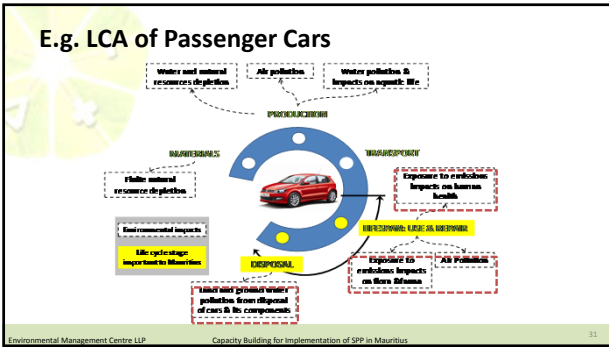 E.g. LCA of Passenger Cars
Water and natural
resources depletion
Air pollution
Water pollution &
Impacts on aquatic life
PRODUCTION
MATERIALS
TRANSPORT
Finite natural
resource depletion
Exposure to emissions
Impacts on human
health
Environmental impacts
Life cycle stage
important to Mauritius
LIFESPAN: USE & REPAIR
DISPOSAL
Exposure to
emissions Impacts
on flora & fauna
Air Pollution
Land and ground water
pollution from disposal
of cars & its components
31
Environmental Management Centre LLP
Capacity Building for Implementation of SPP in Mauritius